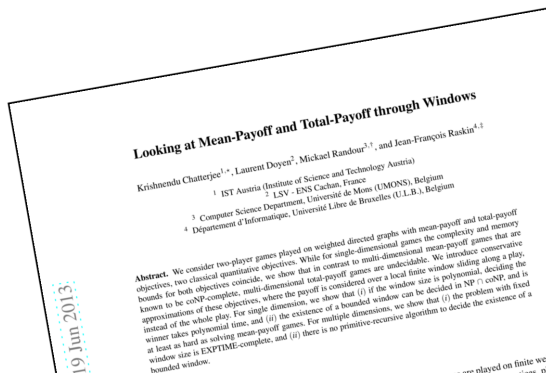 Looking at Mean-Payoff and Total-Payoff through Windows
Krishnendu Chatterjee1,*, Laurent Doyen2, Mickael Randour3,†, and Jean-François Raskin4,‡
1 IST Austria (Institute of Science and Technology Austria)
2 LSV - ENS Cachan, France
3 Computer Science Department, Université de Mons (UMONS), Belgium
4 Département d'Informatique, Université Libre de Bruxelles (U.L.B.), Belgium
Abstract. We consider two-player games played on weighted directed graphs with mean-payoff and total-payoff
objectives, two classical quantitative objectives. While for single-dimensional games the complexity and memory
bounds for both objectives coincide, we show that in contrast to multi-dimensional mean-payoff games that are
known to be coNP-complete, multi-dimensional total-payoff games are undecidable. We introduce conservative
approximations of these objectives, where the payoff is considered over a local finite window sliding along a play,
instead of the whole play. For single dimension, we show that (i) if the window size is polynomial, deciding the
winner takes polynomial time, and (ii) the existence of a bounded window can be decided in NP ∩ coNP, and is
at least as hard as solving mean-payoff games. For multiple dimensions, we show that (i) the problem with fixed
window size is EXPTIME-complete, and (ii) there is no primitive-recursive algorithm to decide the existence of a
bounded window.
19 Jun 2013
are played on finite we